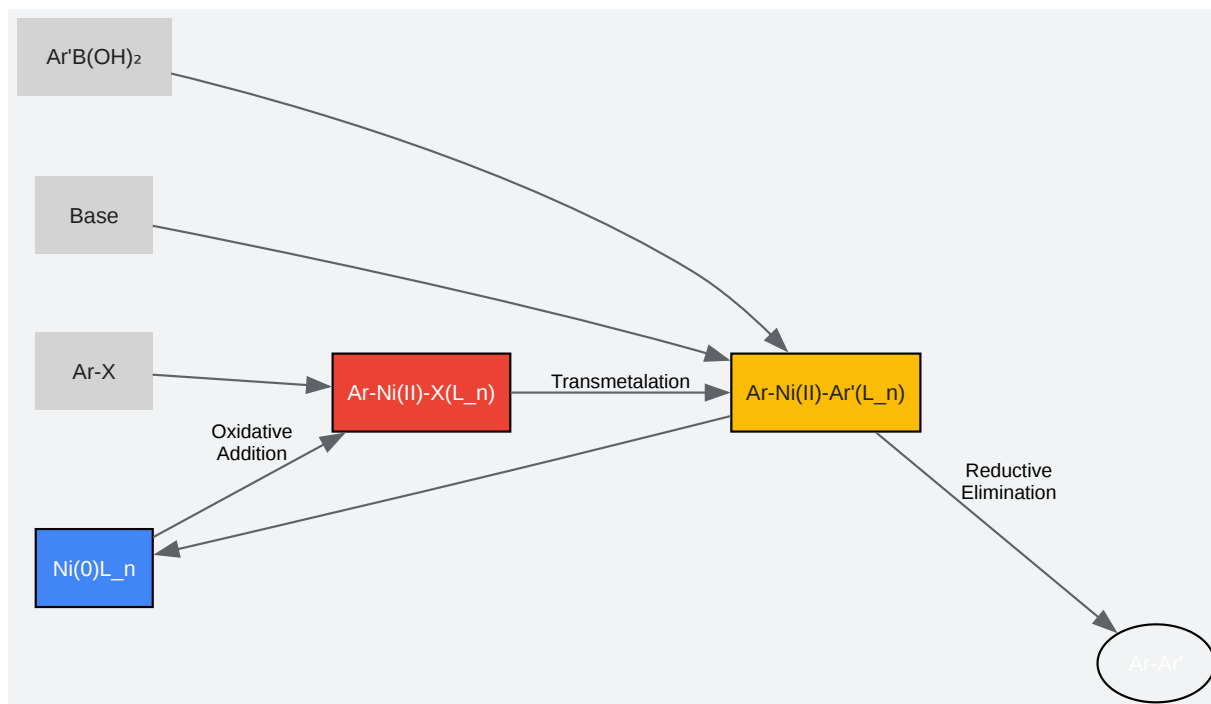 Ar'B(OH)₂
Base
Ar-X
Ar-Ni(II)-X(L_n)
Transmetalation
Ar-Ni(II)-Ar'(L_n)
Oxidative
Addition
Reductive
Elimination
Ni(0)L_n
Ar-Ar'